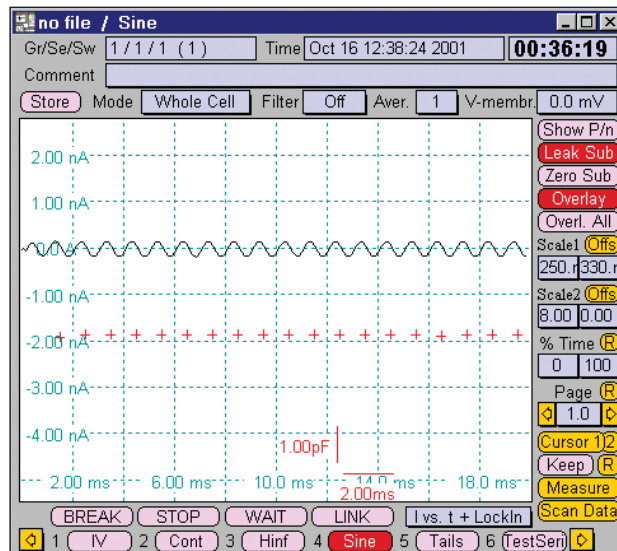 no file / Sine
Gr/Se/Sw 1 / 1 / 1 ( 1 ) Time Oct 16 12:38:24 2001 00:36:19
Comment
Store Mode Whole Cell Filter Off Aver. 1 V-membr. 0.0 mV
Show P/n
Leak Sub
Zero Sub
Overlay
Overl. All
Scale1 Offs
250.r 330.r
Scale2 Offs
8.00 0.00
% Time R
0 100
Page R
1.0
Cursor 1 2
Keep R
Measure
Scan Data
2.00 nA
1.00 nA
0.0 A
-1.00 nA
-2.00 nA
-3.00 nA
-4.00 nA
1.00pF
2.00 ms 6.00 ms 10.0 ms 14.0 ms 18.0 ms
2.00ms
BREAK STOP WAIT LINK I vs. t + LockIn
1 IV 2 Cont 3 Hinf 4 Sine 5 Tails 6 TestSeri